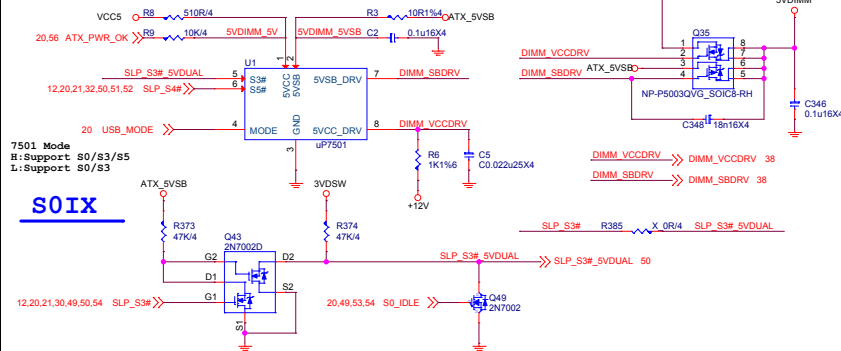 VCC5 R8 510R/4 R3 10R1%4 ATX_5VSB
20,56 ATX_PWR_OK R9 10K/4 5VDIMM_5V 5VDIMM_5VSB C2 0.1u16X4
U1
SLP_S3#_5VDUAL 5 S3# 5VCC 1 5VSB 2 5VSB_DRV 7 DIMM_SBDRV
12,20,21,32,50,51,52 SLP_S4# 6 S5#
GND
20 USB_MODE 4 MODE 5VCC_DRV 8 DIMM_VCCDRV
3 uP7501
7501 Mode
H:Support S0/S3/S5
L:Support S0/S3
R6
1K1%6
C5
C0.022u25X4
+12V
Q35
DIMM_VCCDRV 1 8
2 7
ATX_5VSB 3 6
DIMM_SBDRV 4 5
NP-P5003QVG_SOIC8-RH
C346
0.1u16X4
C348 18n16X4
DIMM_VCCDRV DIMM_VCCDRV 38
DIMM_SBDRV DIMM_SBDRV 38
S0IX
ATX_5VSB 3VDSW
R373
47K/4
R374
47K/4
Q43
2N7002D
SLP_S3# R385 X_0R/4 SLP_S3#_5VDUAL
G2 D2 SLP_S3#_5VDUAL SLP_S3#_5VDUAL 50
D1
S2
12,20,21,30,49,50,54 SLP_S3# G1
S1
20,49,53,54 S0_IDLE Q49
2N7002